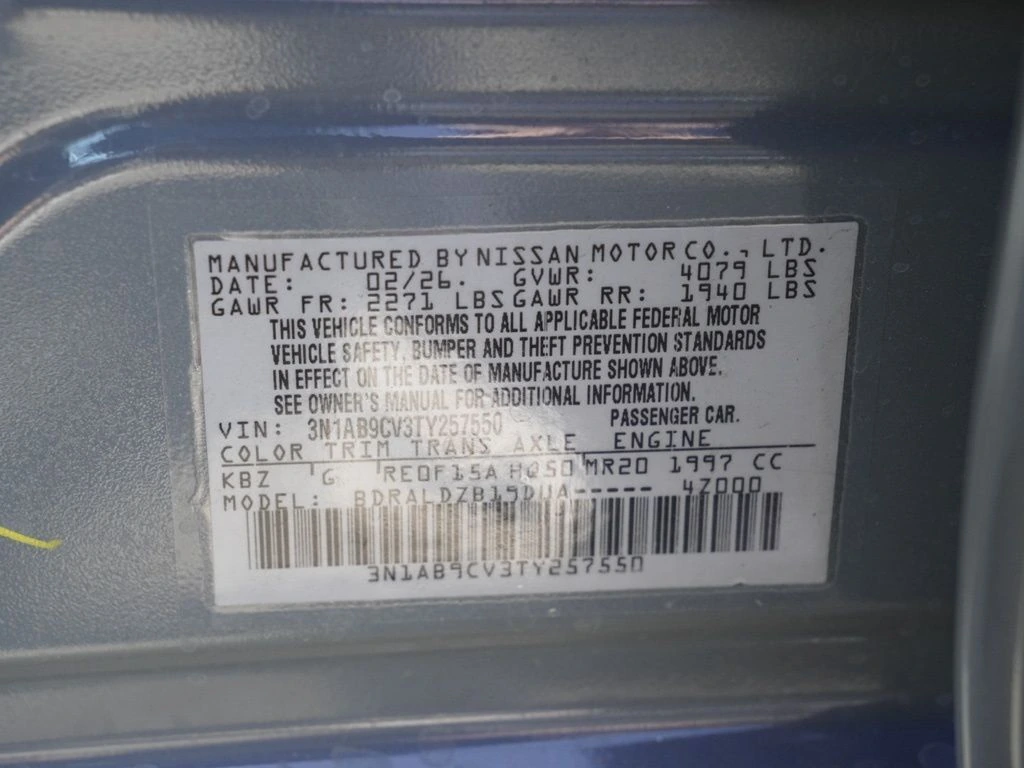 MANUFACTURED BY NISSAN MOTOR CO., LTD.
DATE: 02/26. GVWR: 4079 LBS
GAWR FR: 2271 LBS GAWR RR: 1940 LBS
THIS VEHICLE CONFORMS TO ALL APPLICABLE FEDERAL MOTOR
VEHICLE SAFETY, BUMPER AND THEFT PREVENTION STANDARDS
IN EFFECT ON THE DATE OF MANUFACTURE SHOWN ABOVE.
SEE OWNER'S MANUAL FOR ADDITIONAL INFORMATION.
VIN: 3N1AB9CV3TY257550 PASSENGER CAR.
COLOR TRIM TRANS AXLE ENGINE
KBZ G RE0F15A HQ50 MR20 1997 CC
MODEL: BDRALDZB15DUA----- 4Z000
3N1AB9CV3TY257550